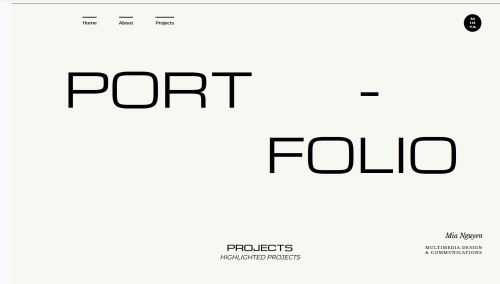 Home About Projects
PORT -
FOLIO
Mia Nguyen
MULTIMEDIA DESIGN
& COMMUNICATIONS
PROJECTS
HIGHLIGHTED PROJECTS